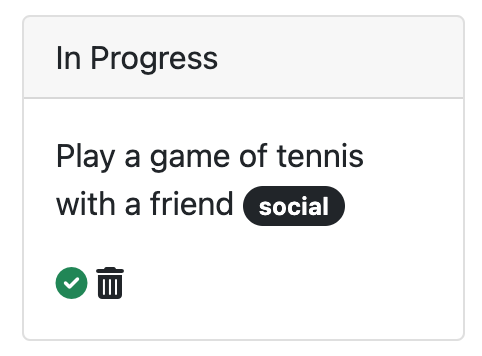 In Progress
Play a game of tennis
with a friend social